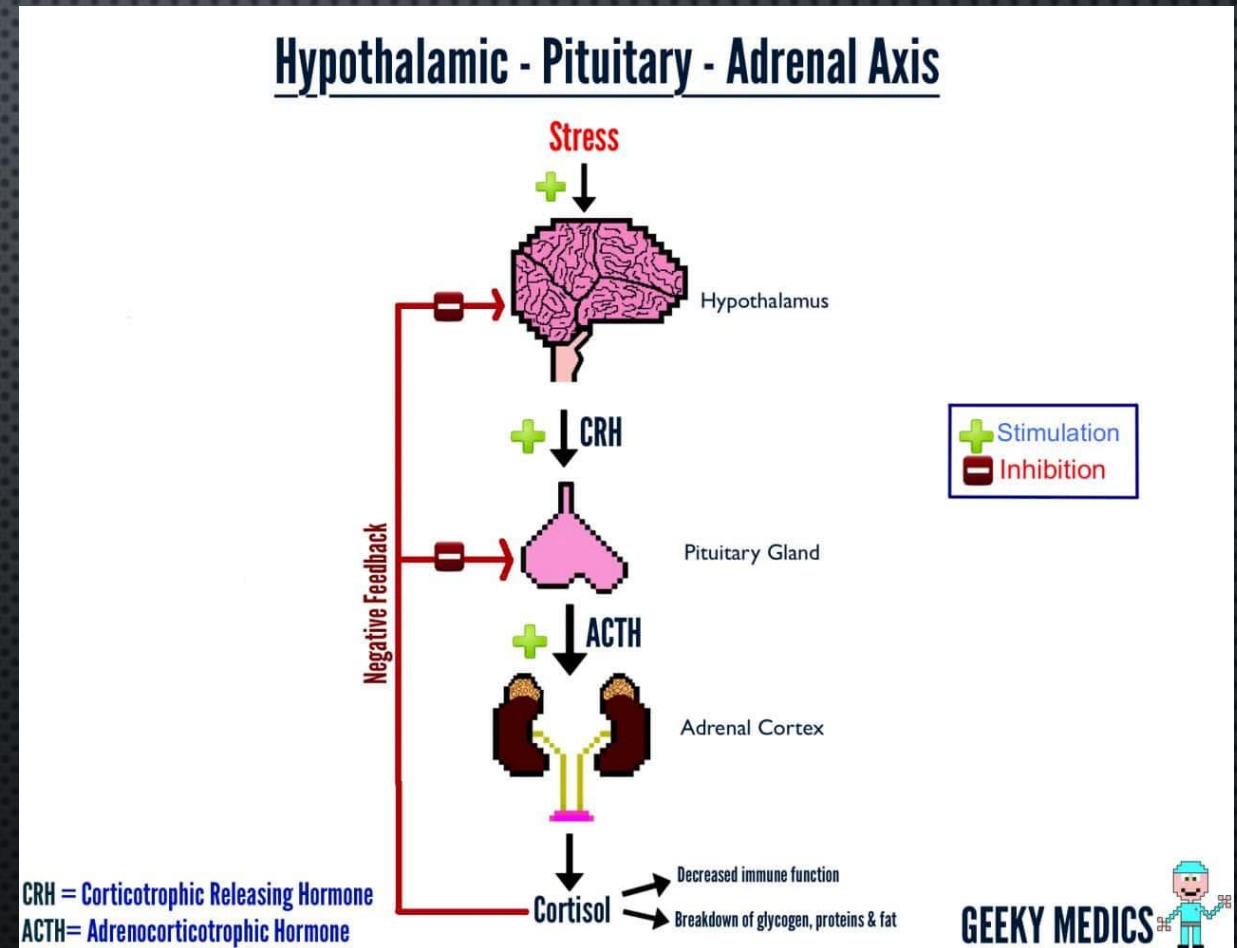 Hypothalamic - Pituitary - Adrenal Axis
Stress
Hypothalamus
CRH
Stimulation
Inhibition
Negative Feedback
Pituitary Gland
ACTH
Adrenal Cortex
Cortisol
Decreased immune function
Breakdown of glycogen, proteins & fat
CRH = Corticotrophic Releasing Hormone
ACTH= Adrenocorticotrophic Hormone
GEEKY MEDICS